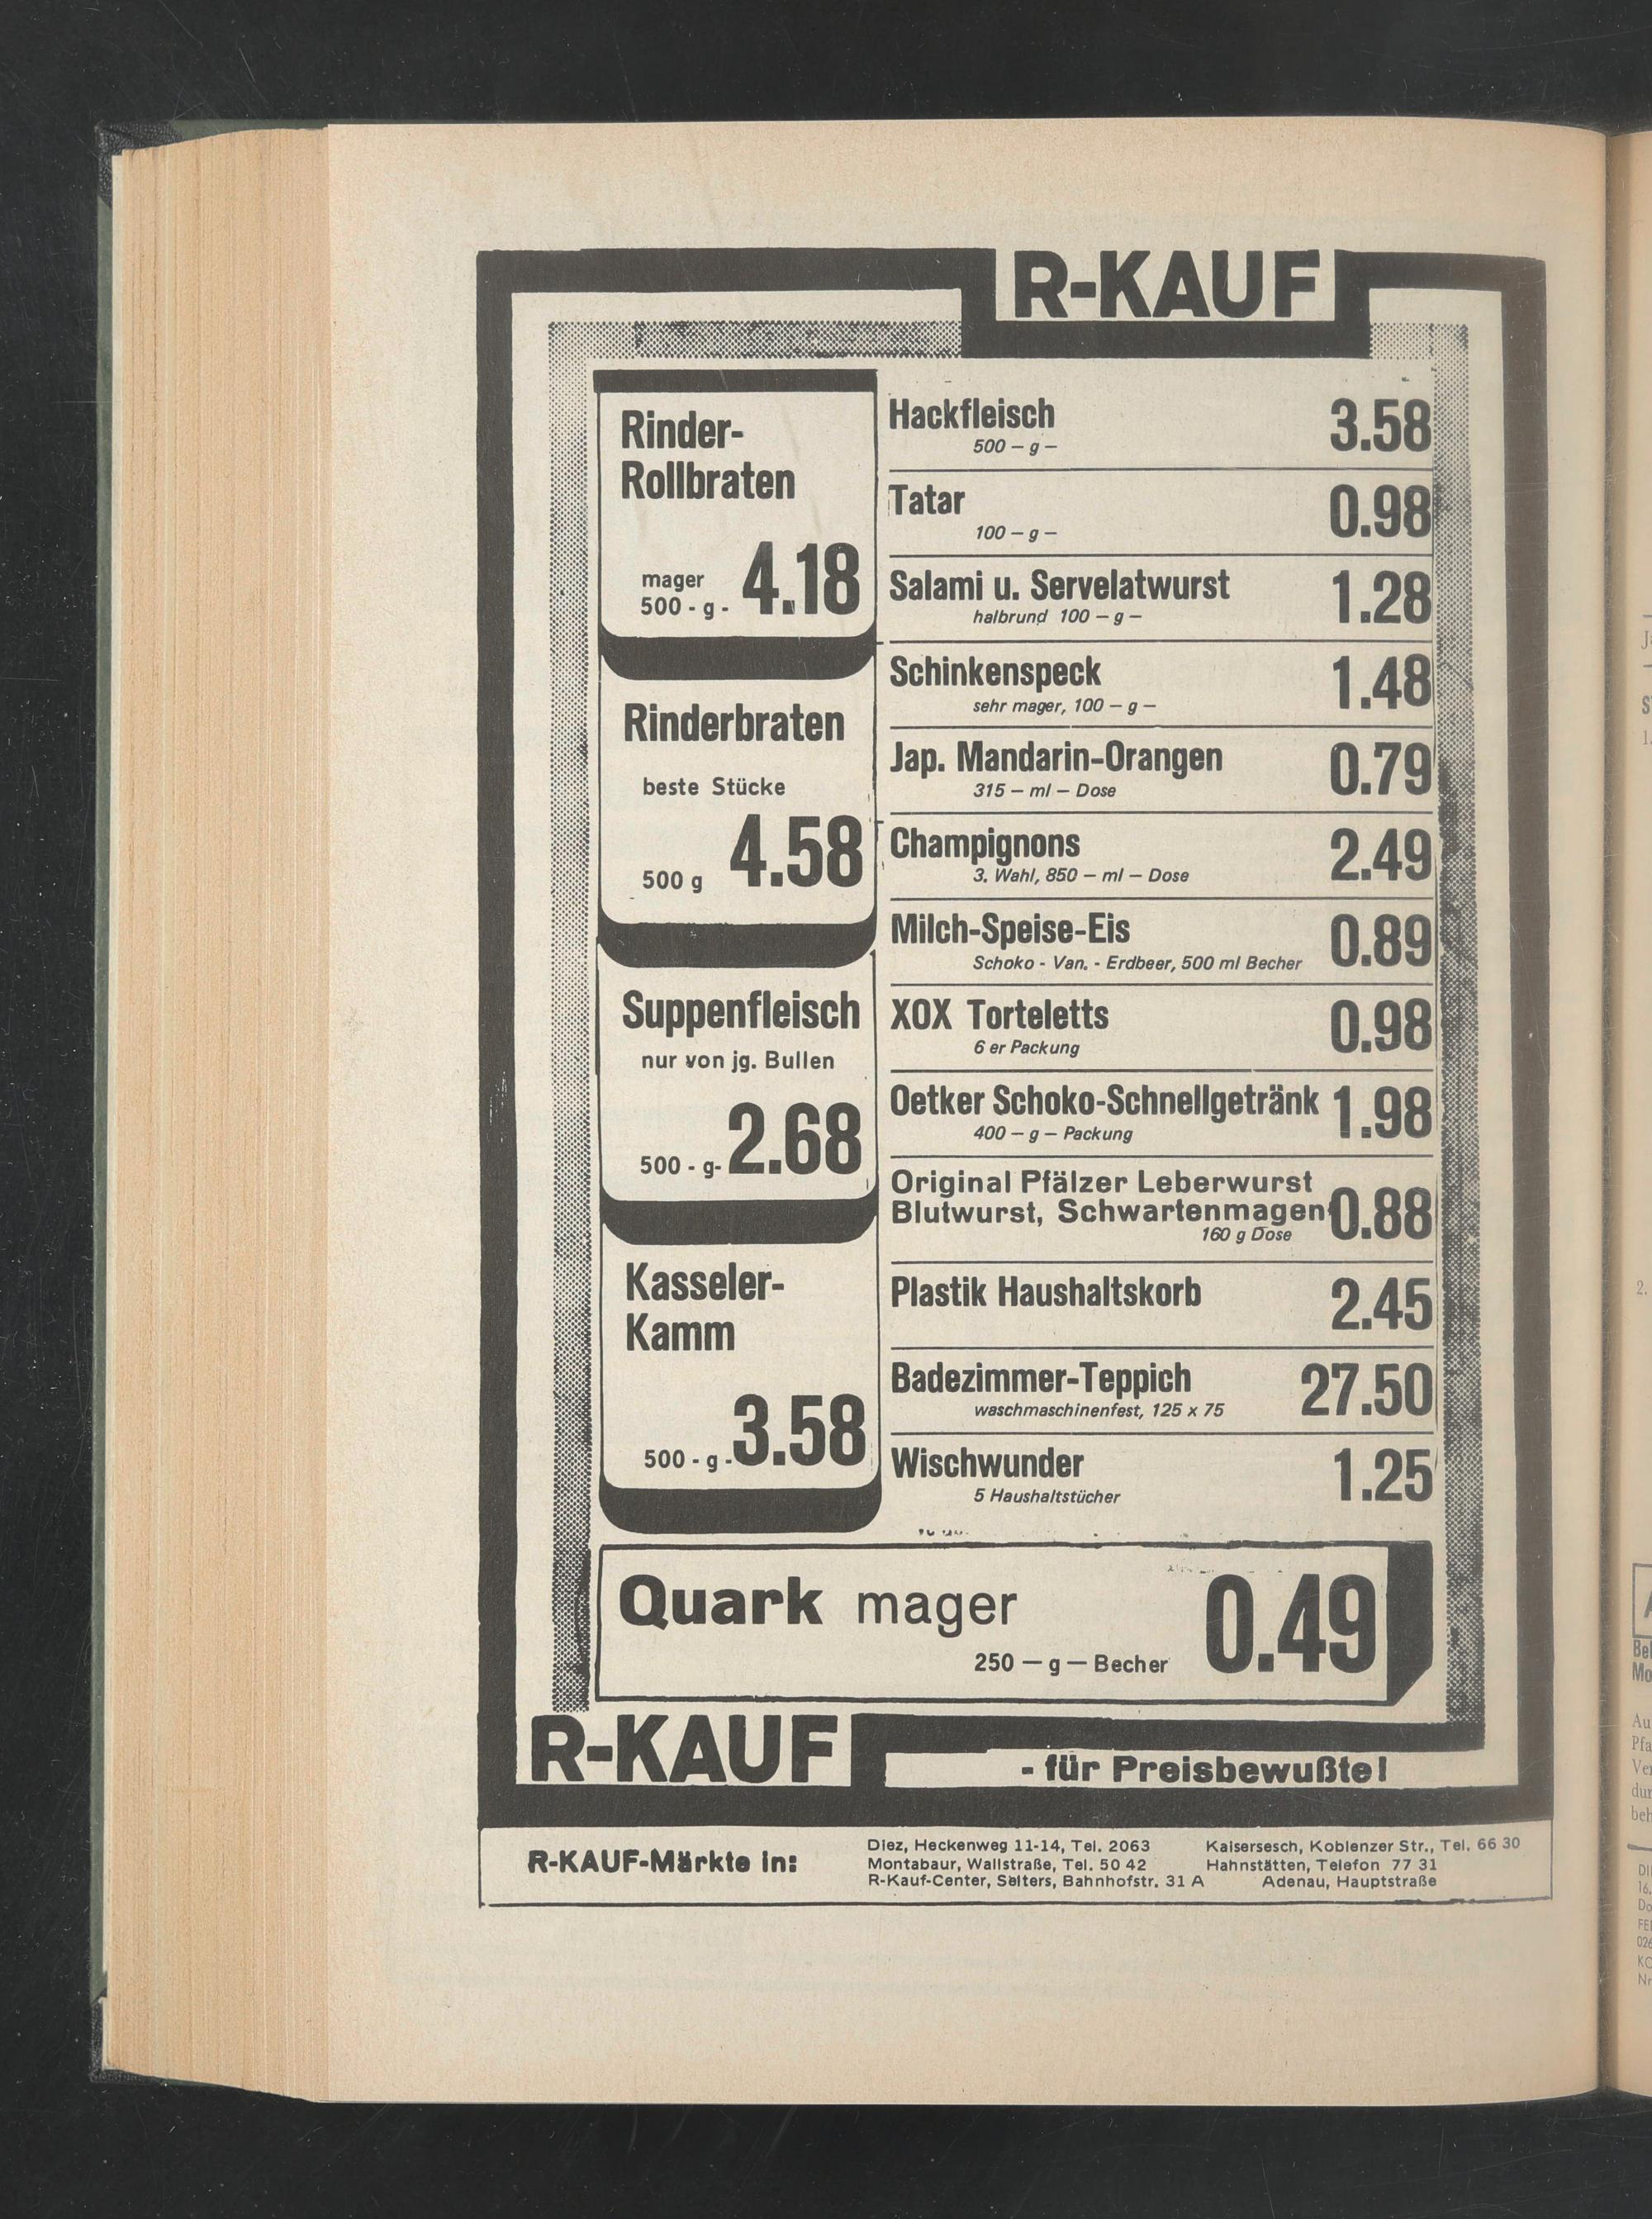 R-KAUF
Rinder-
Rollbraten
mager
500 - g -
4.18
Rinderbraten
beste Stücke
500 g
4.58
Suppenfleisch
nur von jg. Bullen
500 - g-
2.68
Kasseler-
Kamm
500 - g -
3.58
Hackfleisch
500 – g –
3.58
Tatar
100 – g –
0.98
Salami u. Servelatwurst
halbrund 100 – g –
1.28
Schinkenspeck
sehr mager, 100 – g –
1.48
Jap. Mandarin-Orangen
315 – ml – Dose
0.79
Champignons
3. Wahl, 850 – ml – Dose
2.49
Milch-Speise-Eis
Schoko - Van. - Erdbeer, 500 ml Becher
0.89
XOX Torteletts
6 er Packung
0.98
Oetker Schoko-Schnellgetränk
400 – g – Packung
1.98
Original Pfälzer Leberwurst
Blutwurst, Schwartenmagen
160 g Dose
0.88
Plastik Haushaltskorb
2.45
Badezimmer-Teppich
waschmaschinenfest, 125 x 75
27.50
Wischwunder
5 Haushaltstücher
1.25
Quark mager
250 – g – Becher
0.49
R-KAUF
- für Preisbewußte!
R-KAUF-Märkte in:
Diez, Heckenweg 11-14, Tel. 2063
Montabaur, Wallstraße, Tel. 50 42
R-Kauf-Center, Selters, Bahnhofstr. 31 A
Kaisersesch, Koblenzer Str., Tel. 66 30
Hahnstätten, Telefon 77 31
Adenau, Hauptstraße